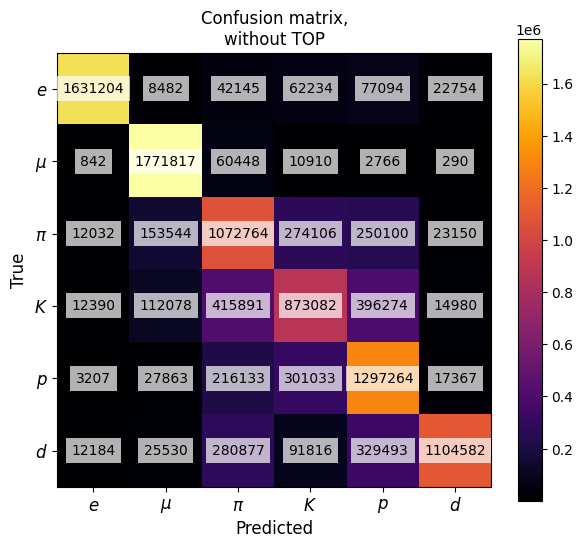 Confusion matrix,
without TOP
1e6
e 1631204 8482 42145 62234 77094 22754
μ 842 1771817 60448 10910 2766 290
π 12032 153544 1072764 274106 250100 23150
K 12390 112078 415891 873082 396274 14980
p 3207 27863 216133 301033 1297264 17367
d 12184 25530 280877 91816 329493 1104582
e μ π K p d
True
Predicted
1.6
1.4
1.2
1.0
0.8
0.6
0.4
0.2